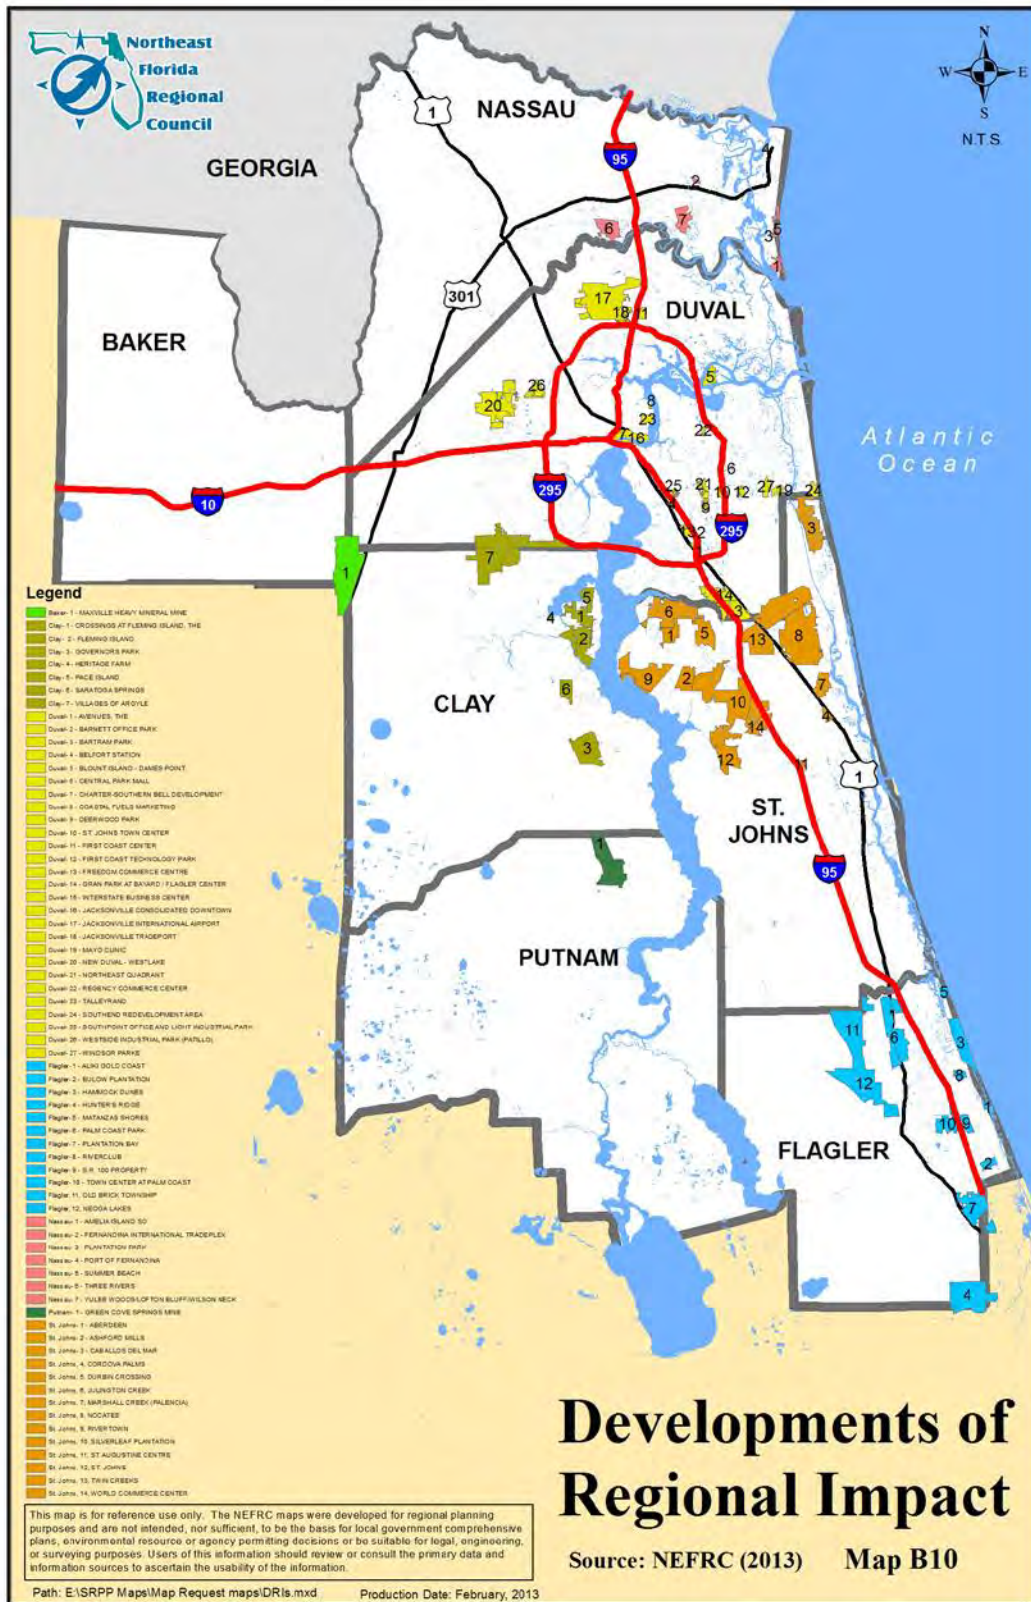 Northeast
Florida
Regional
Council
N
W E
S
N.T.S.
GEORGIA
NASSAU
BAKER
DUVAL
CLAY
ST.
JOHNS
PUTNAM
FLAGLER
Atlantic
Ocean
1
95
301
10
295
295
1
95
Legend
Baker- 1 - MAXVILLE HEAVY MINERAL MINE
Clay- 1 - CROSSINGS AT FLEMING ISLAND, THE
Clay- 2 - FLEMING ISLAND
Clay- 3 - GOVERNORS PARK
Clay- 4 - HERITAGE FARM
Clay- 5 - PACE ISLAND
Clay- 6 - SARATOGA SPRINGS
Clay- 7 - VILLAGES OF ARGYLE
Duval- 1 - AVENUES, THE
Duval- 2 - BARNETT OFFICE PARK
Duval- 3 - BARTRAM PARK
Duval- 4 - BELFORT STATION
Duval- 5 - BLOUNT ISLAND - DAMES POINT
Duval- 6 - CENTRAL PARK MALL
Duval- 7 - CHARTER-SOUTHERN BELL DEVELOPMENT
Duval- 8 - COASTAL FUELS MARKETING
Duval- 9 - DEERWOOD PARK
Duval- 10 - ST. JOHNS TOWN CENTER
Duval- 11 - FIRST COAST CENTER
Duval- 12 - FIRST COAST TECHNOLOGY PARK
Duval- 13 - FREEDOM COMMERCE CENTRE
Duval- 14 - GRAN PARK AT BAYARD / FLAGLER CENTER
Duval- 15 - INTERSTATE BUSINESS CENTER
Duval- 16 - JACKSONVILLE CONSOLIDATED DOWNTOWN
Duval- 17 - JACKSONVILLE INTERNATIONAL AIRPORT
Duval- 18 - JACKSONVILLE TRADEPORT
Duval- 19 - MAYO CLINIC
Duval- 20 - NEW DUVAL - WESTLAKE
Duval- 21 - NORTHEAST QUADRANT
Duval- 22 - REGENCY COMMERCE CENTER
Duval- 23 - TALLEYRAND
Duval- 24 - SOUTHEND REDEVELOPMENT AREA
Duval- 25 - SOUTHPOINT OFFICE AND LIGHT INDUSTRIAL PARK
Duval- 26 - WESTSIDE INDUSTRIAL PARK (PATILLO)
Duval- 27 - WINDSOR PARKE
Flagler- 1 - ALIKI GOLD COAST
Flagler- 2 - BULOW PLANTATION
Flagler- 3 - HAMMOCK DUNES
Flagler- 4 - HUNTER'S RIDGE
Flagler- 5 - MATANZAS SHORES
Flagler- 6 - PALM COAST PARK
Flagler- 7 - PLANTATION BAY
Flagler- 8 - RIVERCLUB
Flagler- 9 - S.R. 100 PROPERTY
Flagler- 10 - TOWN CENTER AT PALM COAST
Flagler, 11, OLD BRICK TOWNSHIP
Flagler, 12, NEOGA LAKES
Nassau- 1 - AMELIA ISLAND SO
Nassau- 2 - FERNANDINA INTERNATIONAL TRADEPLEX
Nassau- 3 - PLANTATION PARK
Nassau- 4 - PORT OF FERNANDINA
Nassau- 5 - SUMMER BEACH
Nassau- 6 - THREE RIVERS
Nassau- 7 - YULEE WOODS/LOFTON BLUFF/WILSON NECK
Putnam- 1 - GREEN COVE SPRINGS MINE
St. Johns- 1 - ABERDEEN
St. Johns- 2 - ASHFORD MILLS
St. Johns- 3 - CABALLOS DEL MAR
St. Johns, 4, CORDOVA PALMS
St. Johns, 5, DURBIN CROSSING
St. Johns, 6, JULINGTON CREEK
St. Johns, 7, MARSHALL CREEK (PALENCIA)
St. Johns, 8, NOCATEE
St. Johns, 9, RIVERTOWN
St. Johns, 10, SILVERLEAF PLANTATION
St. Johns, 11, ST AUGUSTINE CENTRE
St. Johns, 12, ST. JOHNS
St. Johns, 13, TWIN CREEKS
St. Johns, 14, WORLD COMMERCE CENTER
This map is for reference use only. The NEFRC maps were developed for regional planning
purposes and are not intended, nor sufficient, to be the basis for local government comprehensive
plans, environmental resource or agency permitting decisions or be suitable for legal, engineering,
or surveying purposes. Users of this information should review or consult the primary data and
information sources to ascertain the usability of the information.
Path: E:\SRPP Maps\Map Request maps\DRIs.mxd Production Date: February, 2013
Developments of
Regional Impact
Source: NEFRC (2013) Map B10